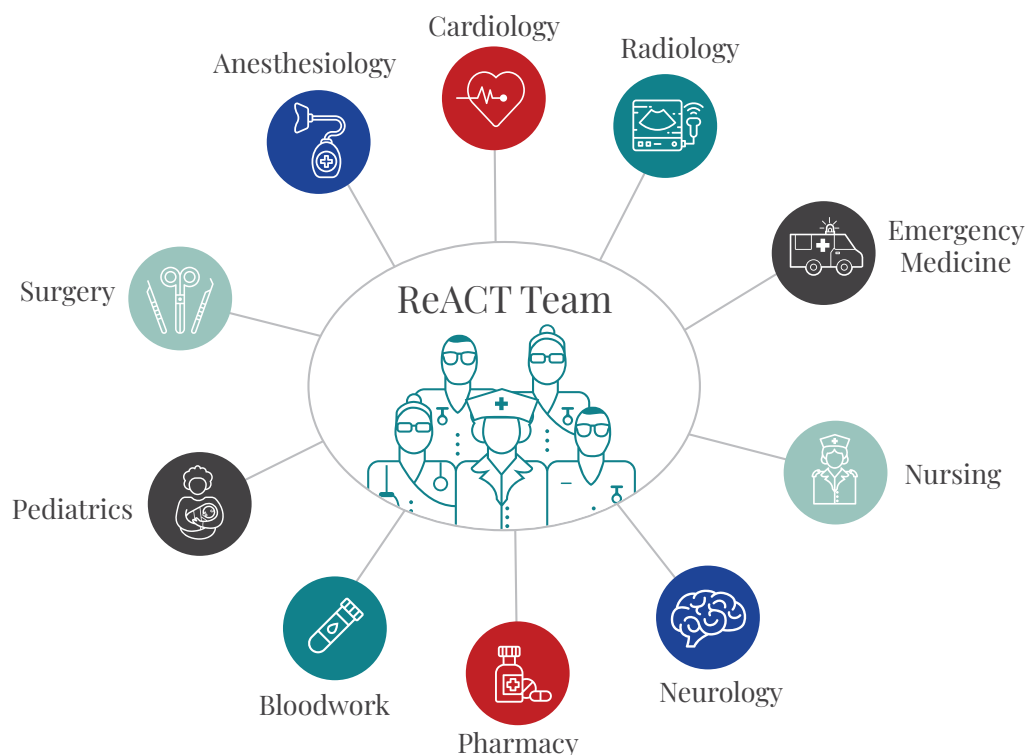 Cardiology
Radiology
Anesthesiology
Emergency
Medicine
Surgery
ReACT Team
Nursing
Pediatrics
Neurology
Bloodwork
Pharmacy